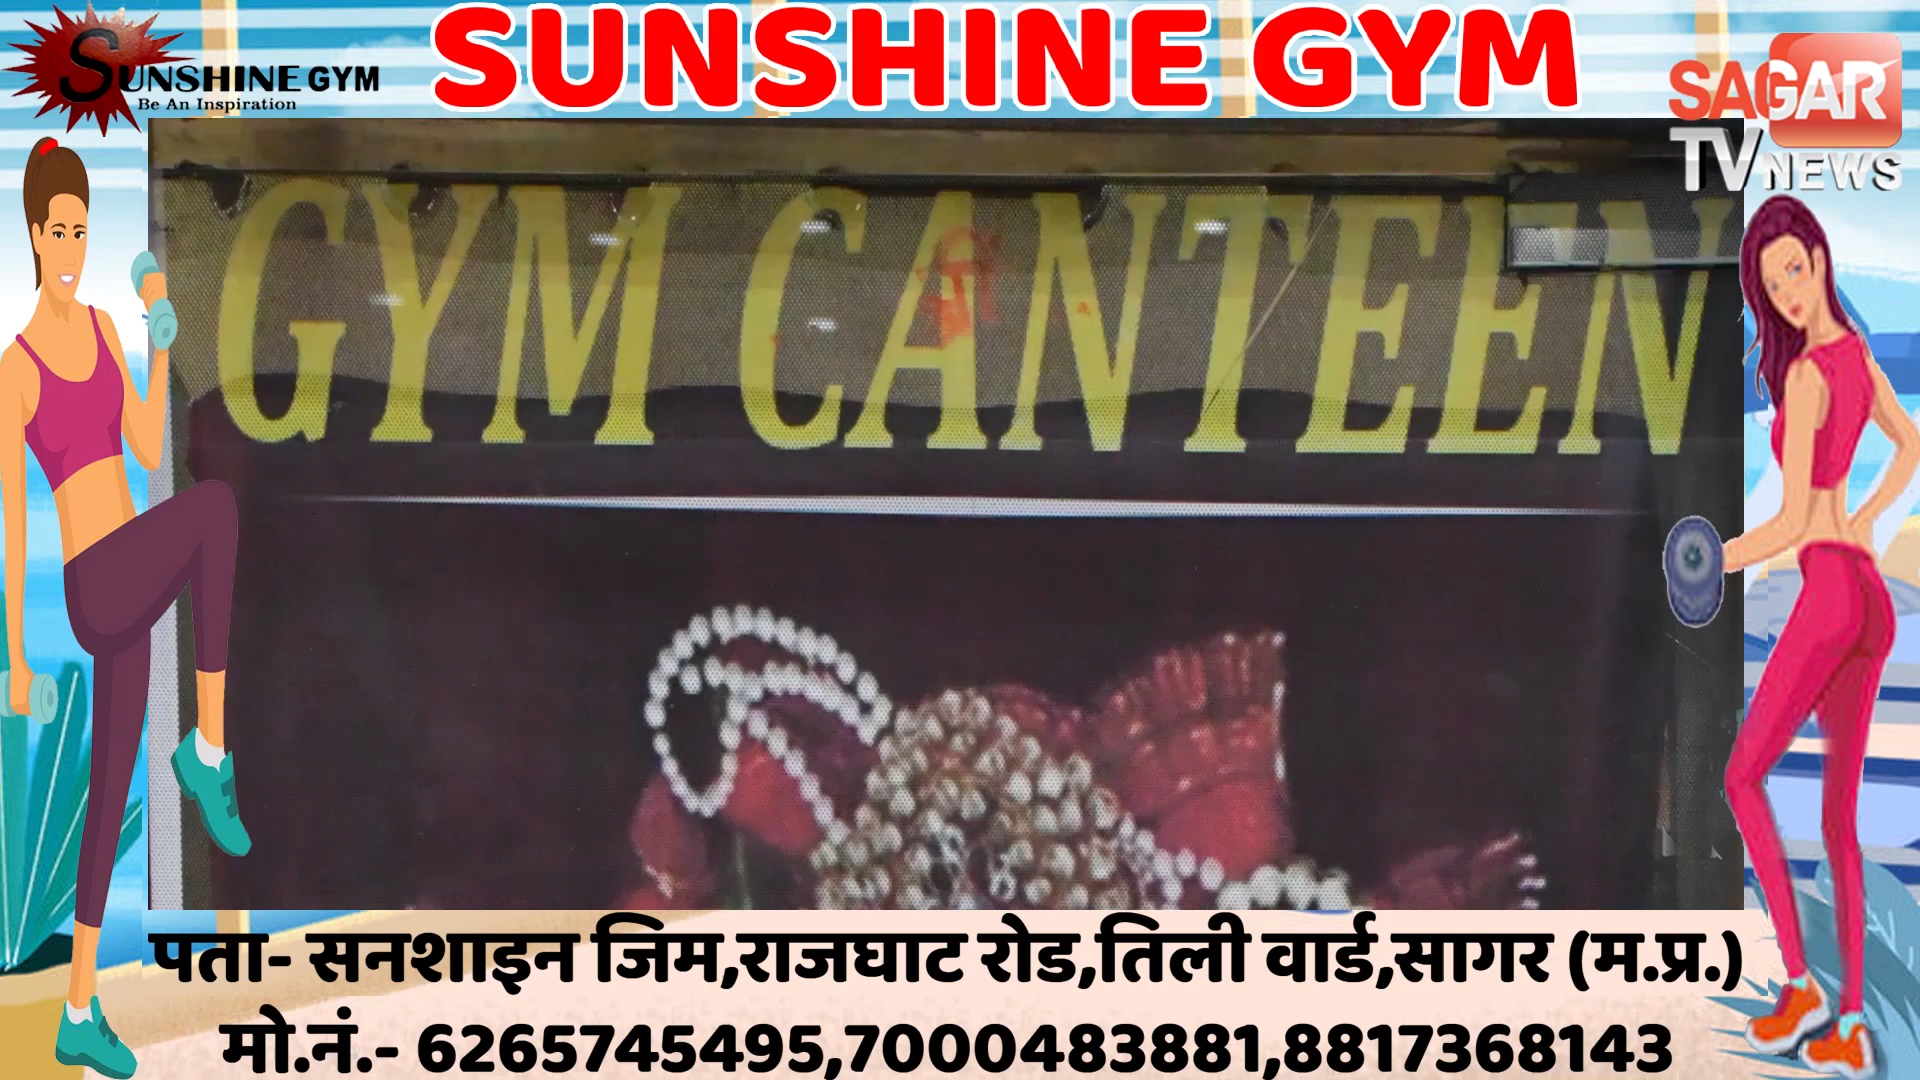 SUNSHINE GYM
Be An Inspiration
SUNSHINE GYM
SAGAR
TV NEWS
GYM CANTEEN
श्री
पता- सनशाइन जिम,राजघाट रोड,तिली वार्ड,सागर (म.प्र.)
मो.नं.- 6265745495,7000483881,8817368143